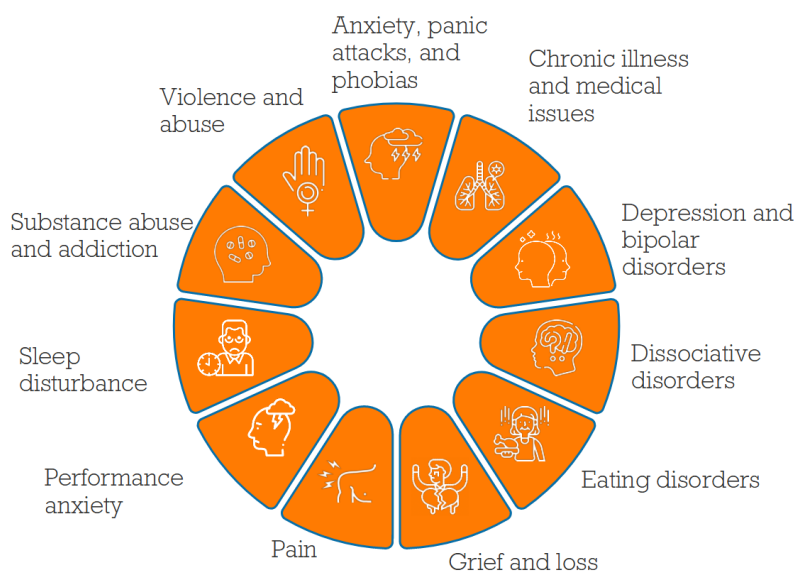 Anxiety, panic
attacks, and
phobias
Chronic illness
and medical
issues
Depression and
bipolar
disorders
Dissociative
disorders
Eating disorders
Grief and loss
Pain
Performance
anxiety
Sleep
disturbance
Substance abuse
and addiction
Violence and
abuse